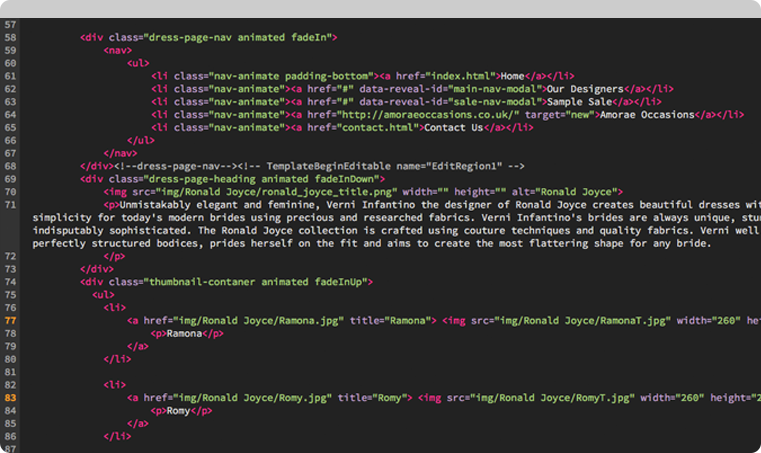 57
58 <div class="dress-page-nav animated fadeIn">
59 <nav>
60 <ul>
61 <li class="nav-animate padding-bottom"><a href="index.html">Home</a></li>
62 <li class="nav-animate"><a href="#" data-reveal-id="main-nav-modal">Our Designers</a></li>
63 <li class="nav-animate"><a href="#" data-reveal-id="sale-nav-modal">Sample Sale</a></li>
64 <li class="nav-animate"><a href="http://amoraeoccasions.co.uk/" target="new">Amorae Occasions</a></li>
65 <li class="nav-animate"><a href="contact.html">Contact Us</a></li>
66 </ul>
67 </nav>
68 </div><!--dress-page-nav--><!-- TemplateBeginEditable name="EditRegion1" -->
69 <div class="dress-page-heading animated fadeInDown">
70 <img src="img/Ronald Joyce/ronald_joyce_title.png" width="" height="" alt="Ronald Joyce">
71 <p>Unmistakably elegant and feminine, Verni Infantino the designer of Ronald Joyce creates beautiful dresses wi
simplicity for today's modern brides using precious and researched fabrics. Verni Infantino's brides are always unique, stu
indisputably sophisticated. The Ronald Joyce collection is crafted using couture techniques and quality fabrics. Verni well
perfectly structured bodices, prides herself on the fit and aims to create the most flattering shape for any bride.
72 </p>
73 </div>
74 <div class="thumbnail-contaner animated fadeInUp">
75 <ul>
76 <li>
77 <a href="img/Ronald Joyce/Ramona.jpg" title="Ramona"> <img src="img/Ronald Joyce/RamonaT.jpg" width="260" hei
78 <p>Ramona</p>
79 </a>
80 </li>
81
82 <li>
83 <a href="img/Ronald Joyce/Romy.jpg" title="Romy"> <img src="img/Ronald Joyce/RomyT.jpg" width="260" height="2
84 <p>Romy</p>
85 </a>
86 </li>
87